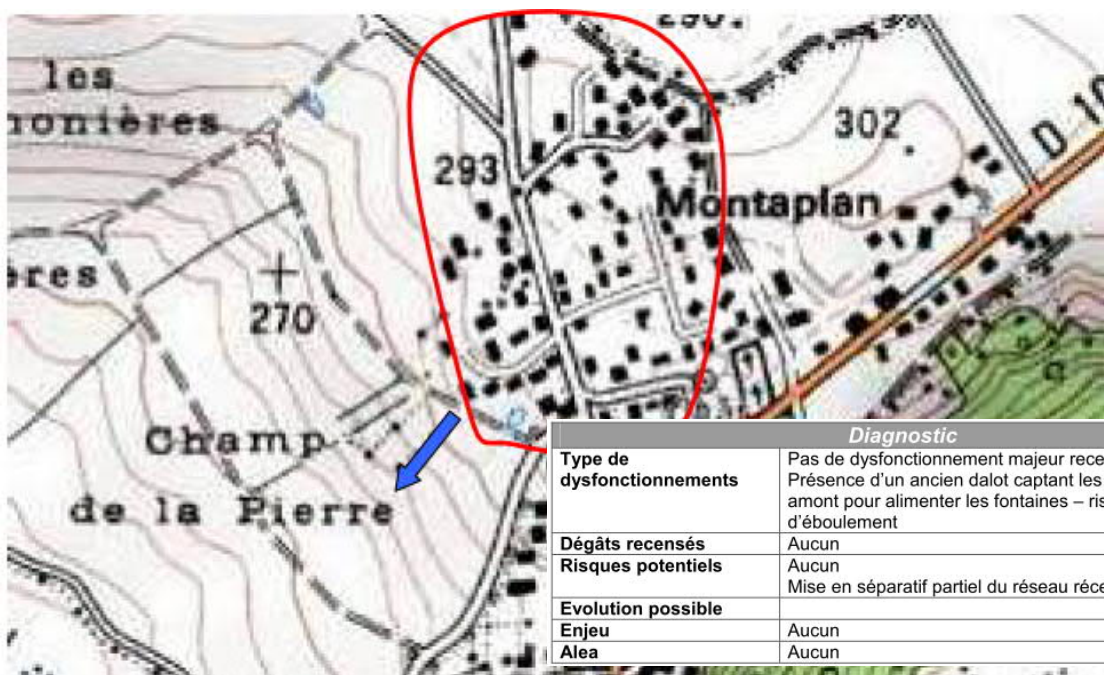 290.
les
293
302
D 10
Montaplan
270
Champ
de la Pierre
Diagnostic
Type de Pas de dysfonctionnement majeur rece
dysfonctionnements Présence d'un ancien dalot captant les
amont pour alimenter les fontaines – ris
d'éboulement
Dégâts recensés Aucun
Risques potentiels Aucun
Mise en séparatif partiel du réseau réce
Evolution possible
Enjeu Aucun
Alea Aucun